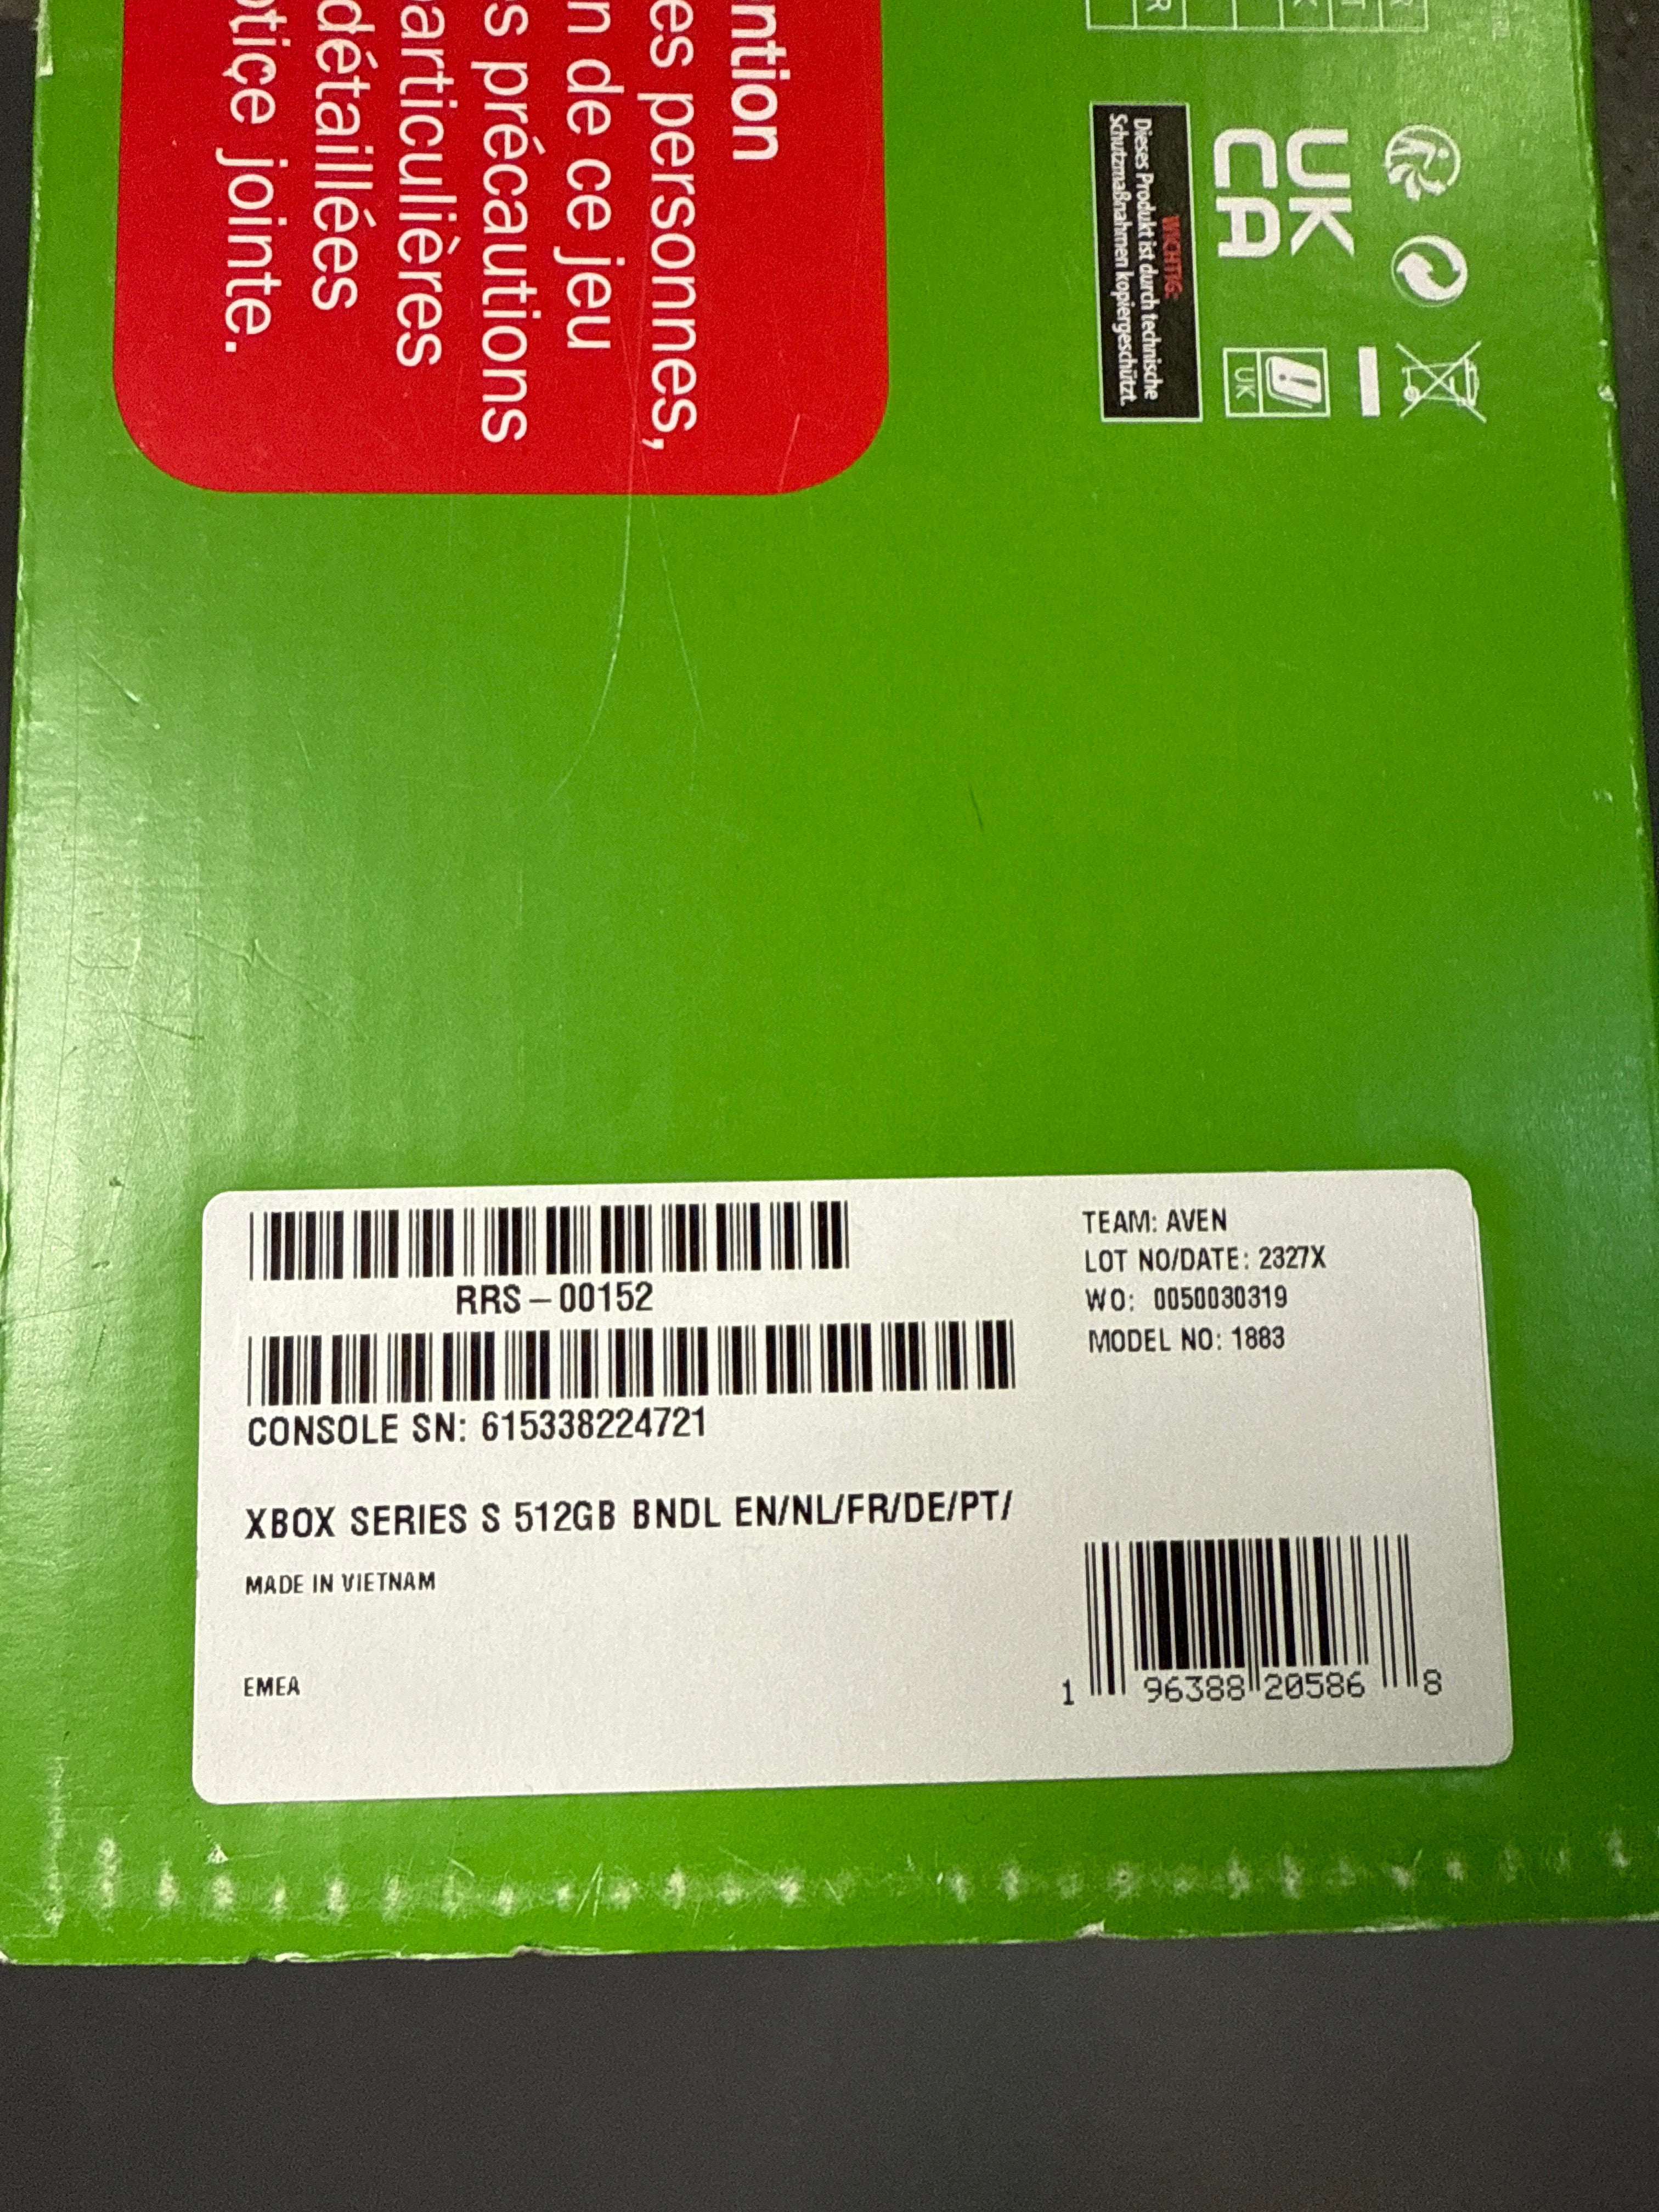 ntion
es personnes,
n de ce jeu
s précautions
articulières
détaillées
otice jointe.
R
UK
CA
WICHTIG:
Dieses Produkt ist durch technische
Schutzmaßnahmen kopiergeschützt.
UK
RRS-00152
CONSOLE SN: 615338224721
XBOX SERIES S 512GB BNDL EN/NL/FR/DE/PT/
MADE IN VIETNAM
EMEA
TEAM: AVEN
LOT NO/DATE: 2327X
WO: 0050030319
MODEL NO: 1883
1 96388 20586 8